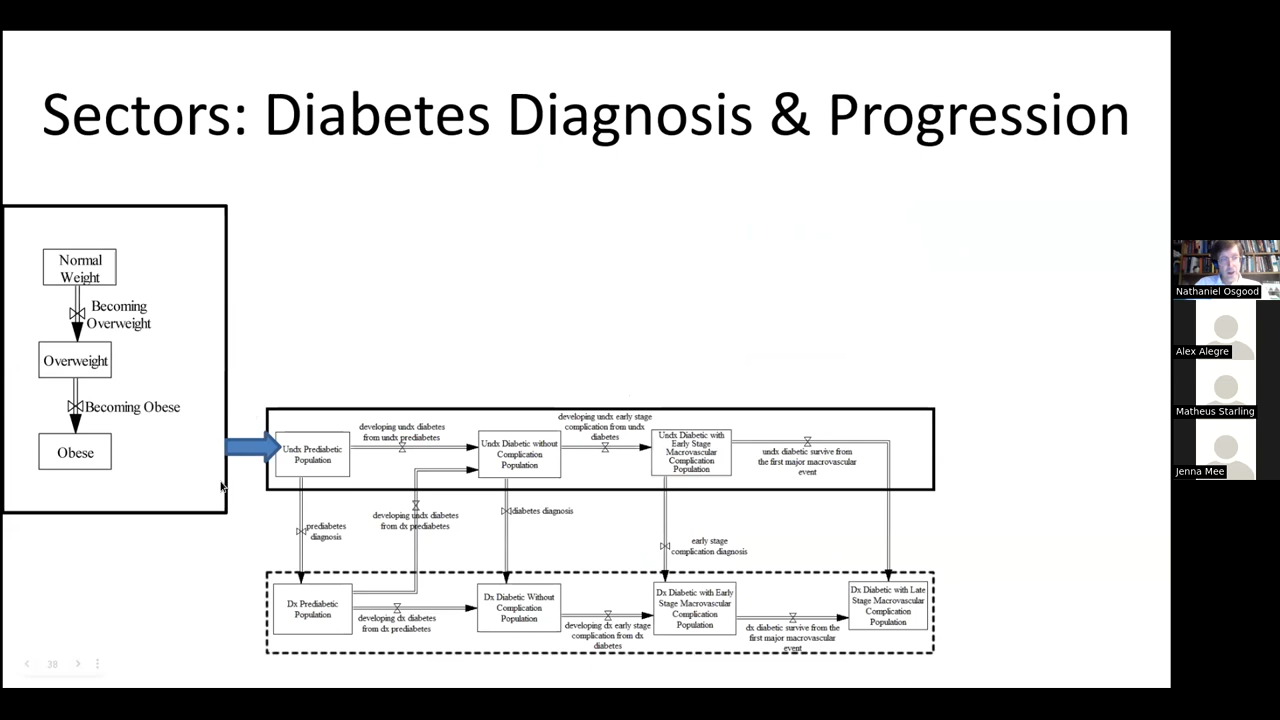 Sectors: Diabetes Diagnosis & Progression
Normal
Weight
Becoming
Overweight
Overweight
Becoming Obese
Obese
Undx Prediabetic
Population
developing undx diabetes
from undx prediabetes
Undx Diabetic without
Complication
Population
developing undx early stage
complication from undx
diabetes
Undx Diabetic with
Early Stage
Macrovascular
Complication
Population
undx diabetic survive from
the first major macrovascular
event
prediabetes
diagnosis
developing undx diabetes
from dx prediabetes
diabetes diagnosis
early stage
complication diagnosis
Dx Prediabetic
Population
developing dx diabetes
from dx prediabetes
Dx Diabetic Without
Complication
Population
developing dx early stage
complication from dx
diabetes
Dx Diabetic with Early
Stage Macrovascular
Complication
Population
dx diabetic survive from the
first major macrovascular
event
Dx Diabetic with Late
Stage Macrovascular
Complication
Population
38
Nathaniel Osgood
Alex Alegre
Matheus Starling
Jenna Mee